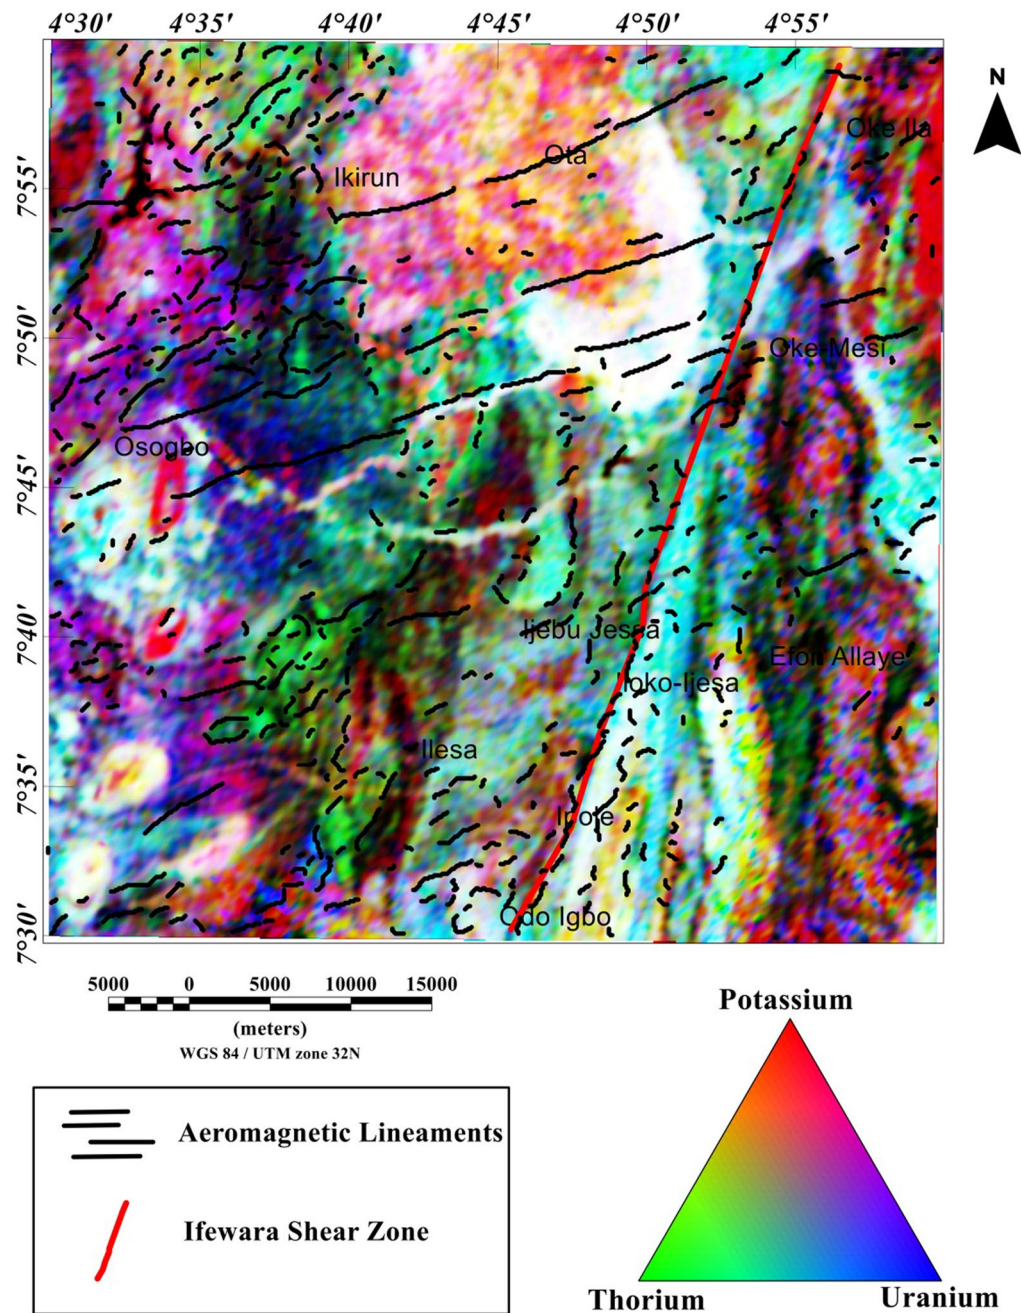 4°30' 4°35' 4°40' 4°45' 4°50' 4°55'
N
Oke Ila
Ota
7°55'
Ikirun
7°50'
Oke-Mesi
Osogbo
7°45'
Ijebu Jessa
7°40'
Efon Allaye
Iloko-Ijesa
Ilesa
7°35'
Ipole
Odo Igbo
7°30'
5000 0 5000 10000 15000
(meters)
WGS 84 / UTM zone 32N
Potassium
Aeromagnetic Lineaments
Ifewara Shear Zone
Thorium
Uranium